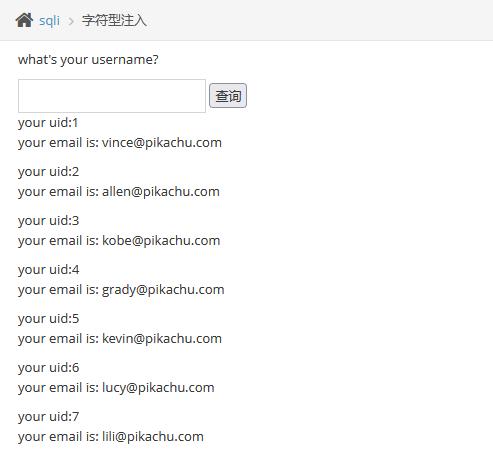 sqli > 字符型注入
what's your username?
查询
your uid:1
your email is: vince@pikachu.com
your uid:2
your email is: allen@pikachu.com
your uid:3
your email is: kobe@pikachu.com
your uid:4
your email is: grady@pikachu.com
your uid:5
your email is: kevin@pikachu.com
your uid:6
your email is: lucy@pikachu.com
your uid:7
your email is: lili@pikachu.com